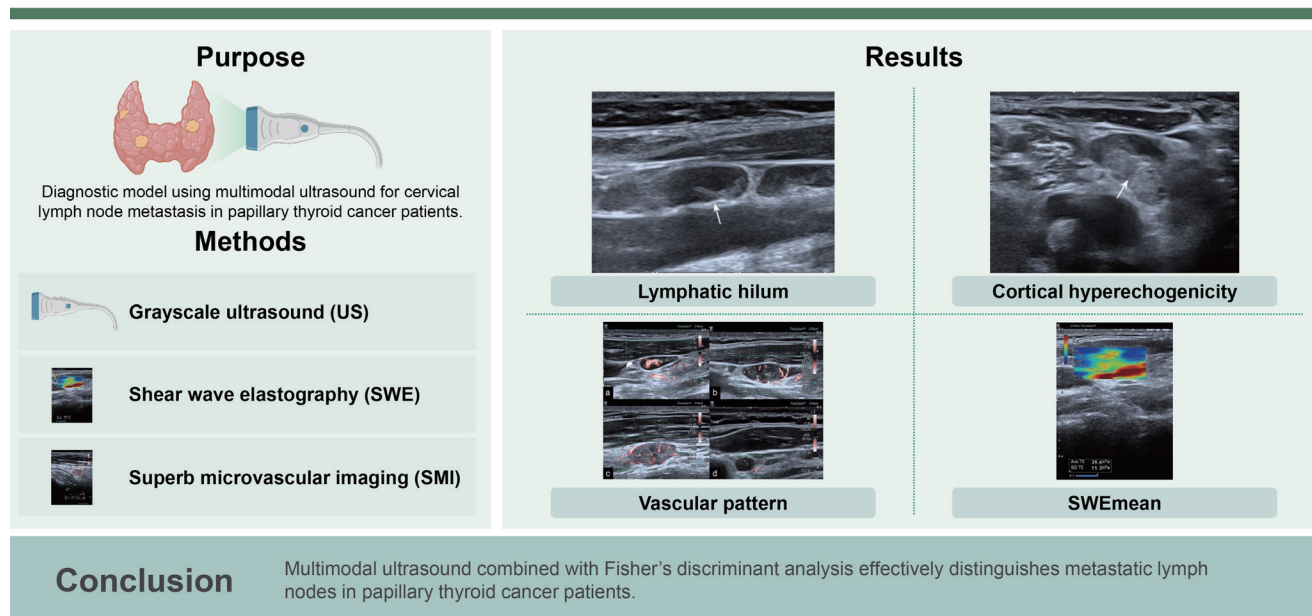 Purpose
Diagnostic model using multimodal ultrasound for cervical
lymph node metastasis in papillary thyroid cancer patients.
Methods
Grayscale ultrasound (US)
Shear wave elastography (SWE)
Superb microvascular imaging (SMI)
Results
Lymphatic hilum
Cortical hyperechogenicity
a
b
c
d
Vascular pattern
SWEmean
Conclusion
Multimodal ultrasound combined with Fisher’s discriminant analysis effectively distinguishes metastatic lymph
nodes in papillary thyroid cancer patients.